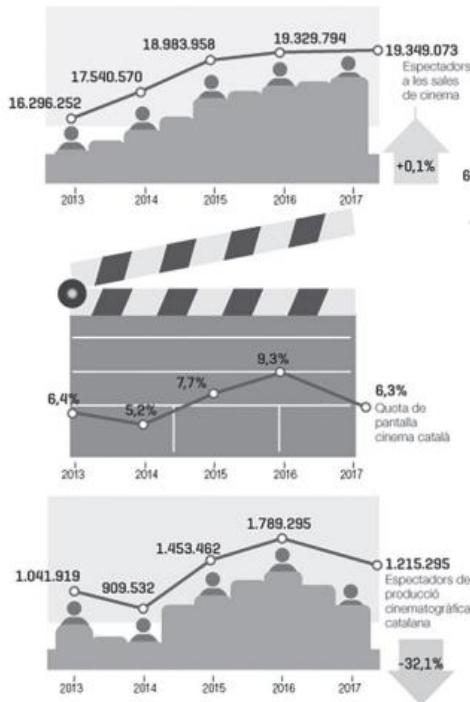 16.296.252
17.540.570
18.983.958
19.329.794
19.349.073
Espectadors
a les sales
de cinema
+0,1%
6
2013 2014 2015 2016 2017
6,4%
5,2%
7,7%
9,3%
6,3%
Quota de
pantalla
cinema català
2013 2014 2015 2016 2017
1.041.919
909.532
1.453.462
1.789.295
1.215.295
Espectadors de
producció
cinematogràfica
catalana
-32,1%
2013 2014 2015 2016 2017